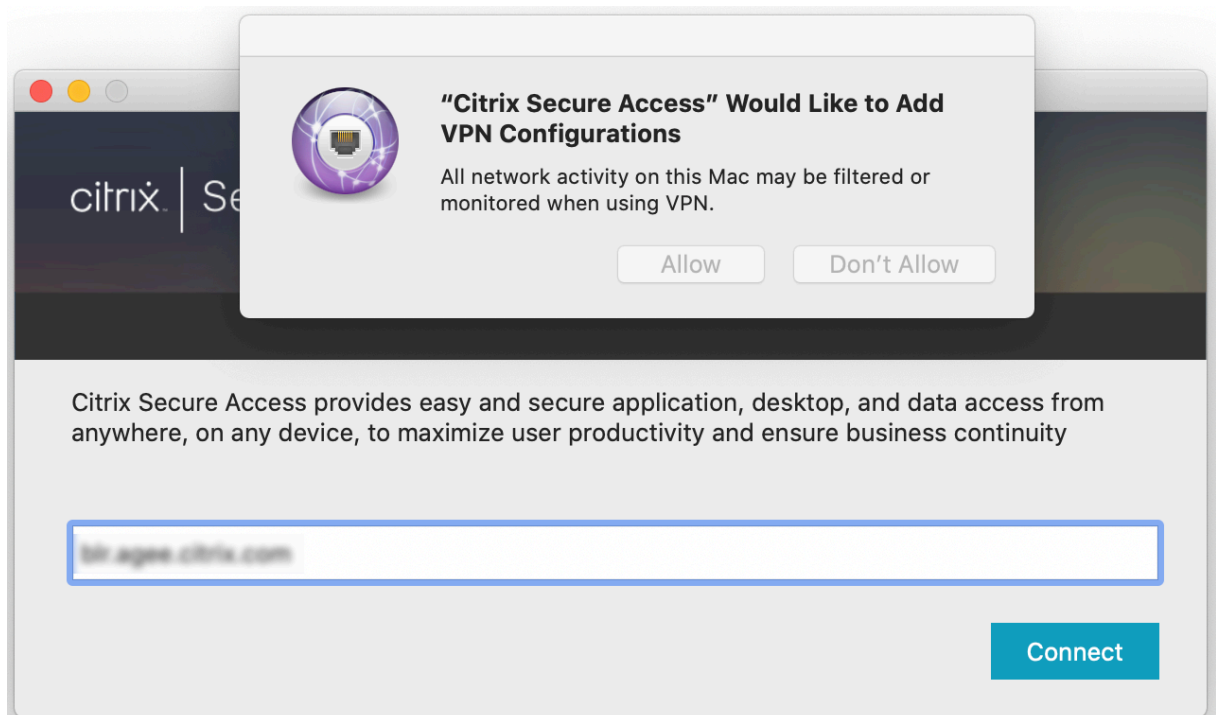 “Citrix Secure Access” Would Like to Add
VPN Configurations
All network activity on this Mac may be filtered or
monitored when using VPN.
Allow
Don’t Allow
citrix
Citrix Secure Access provides easy and secure application, desktop, and data access from
anywhere, on any device, to maximize user productivity and ensure business continuity
Connect